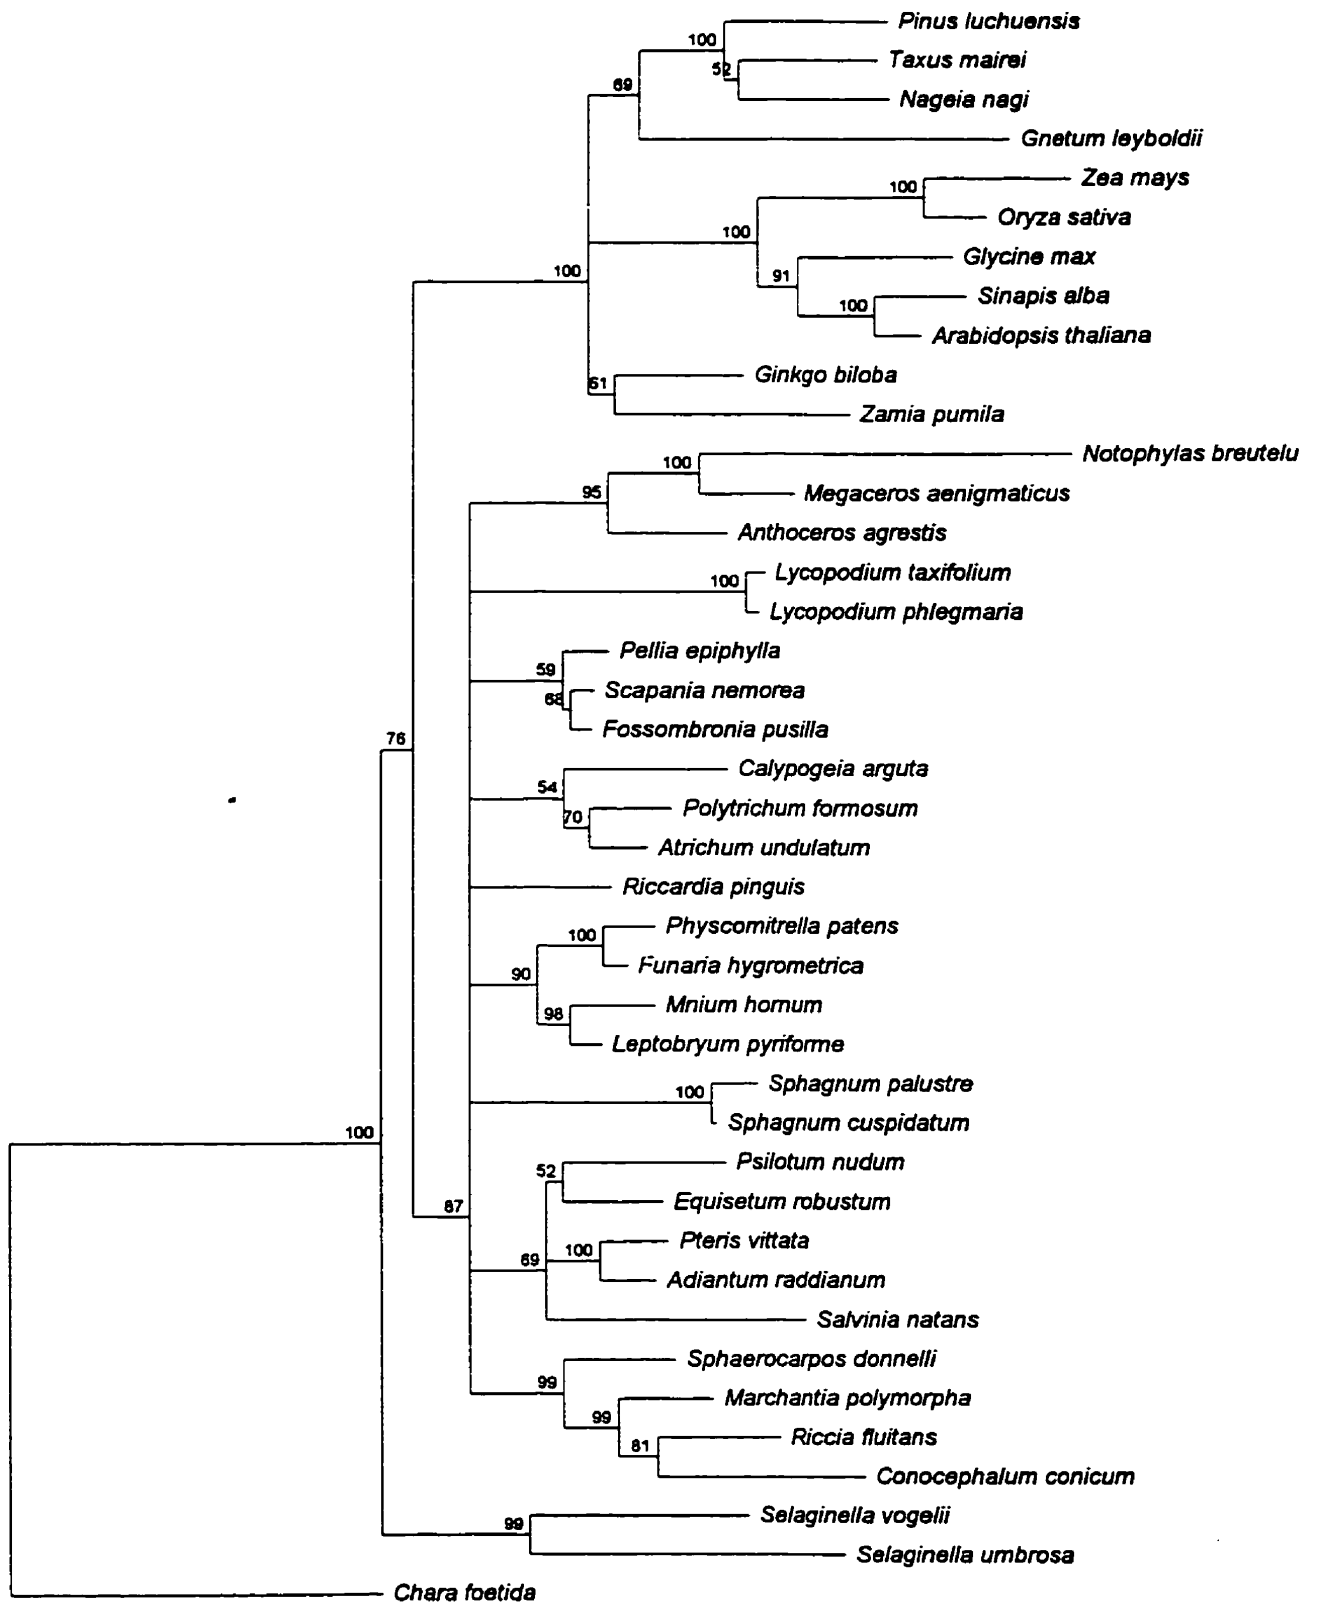 Pinus luchuensis
100
Taxus mairei
52
69
Nageia nagi
Gnetum leyboldii
Zea mays
100
Oryza sativa
100
Glycine max
100
91
Sinapis alba
100
Arabidopsis thaliana
Ginkgo biloba
61
Zamia pumila
Notophylas breutelu
100
95
Megaceros aenigmaticus
Anthoceros agrestis
Lycopodium taxifolium
100
Lycopodium phlegmaria
Pellia epiphylla
59
Scapania nemorea
68
Fossombronia pusilla
76
Calypogeia arguta
54
Polytrichum formosum
70
Atrichum undulatum
Riccardia pinguis
Physcomitrella patens
100
Funaria hygrometrica
90
Mnium hornum
98
Leptobryum pyriforme
Sphagnum palustre
100
Sphagnum cuspidatum
100
Psilotum nudum
52
Equisetum robustum
87
Pteris vittata
100
69
Adiantum raddianum
Salvinia natans
Sphaerocarpos donnelli
99
Marchantia polymorpha
99
Riccia fluitans
81
Conocephalum conicum
Selaginella vogelii
99
Selaginella umbrosa
Chara foetida